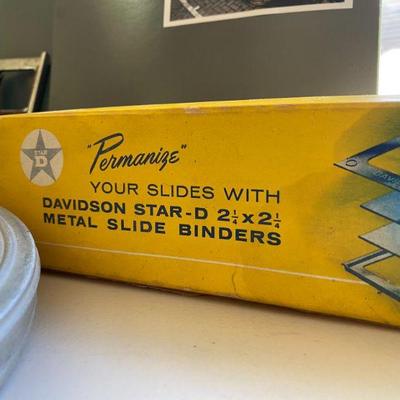 STAR
D
"Permanize"
YOUR SLIDES WITH
DAVIDSON STAR-D 2¼x2¼
METAL SLIDE BINDERS